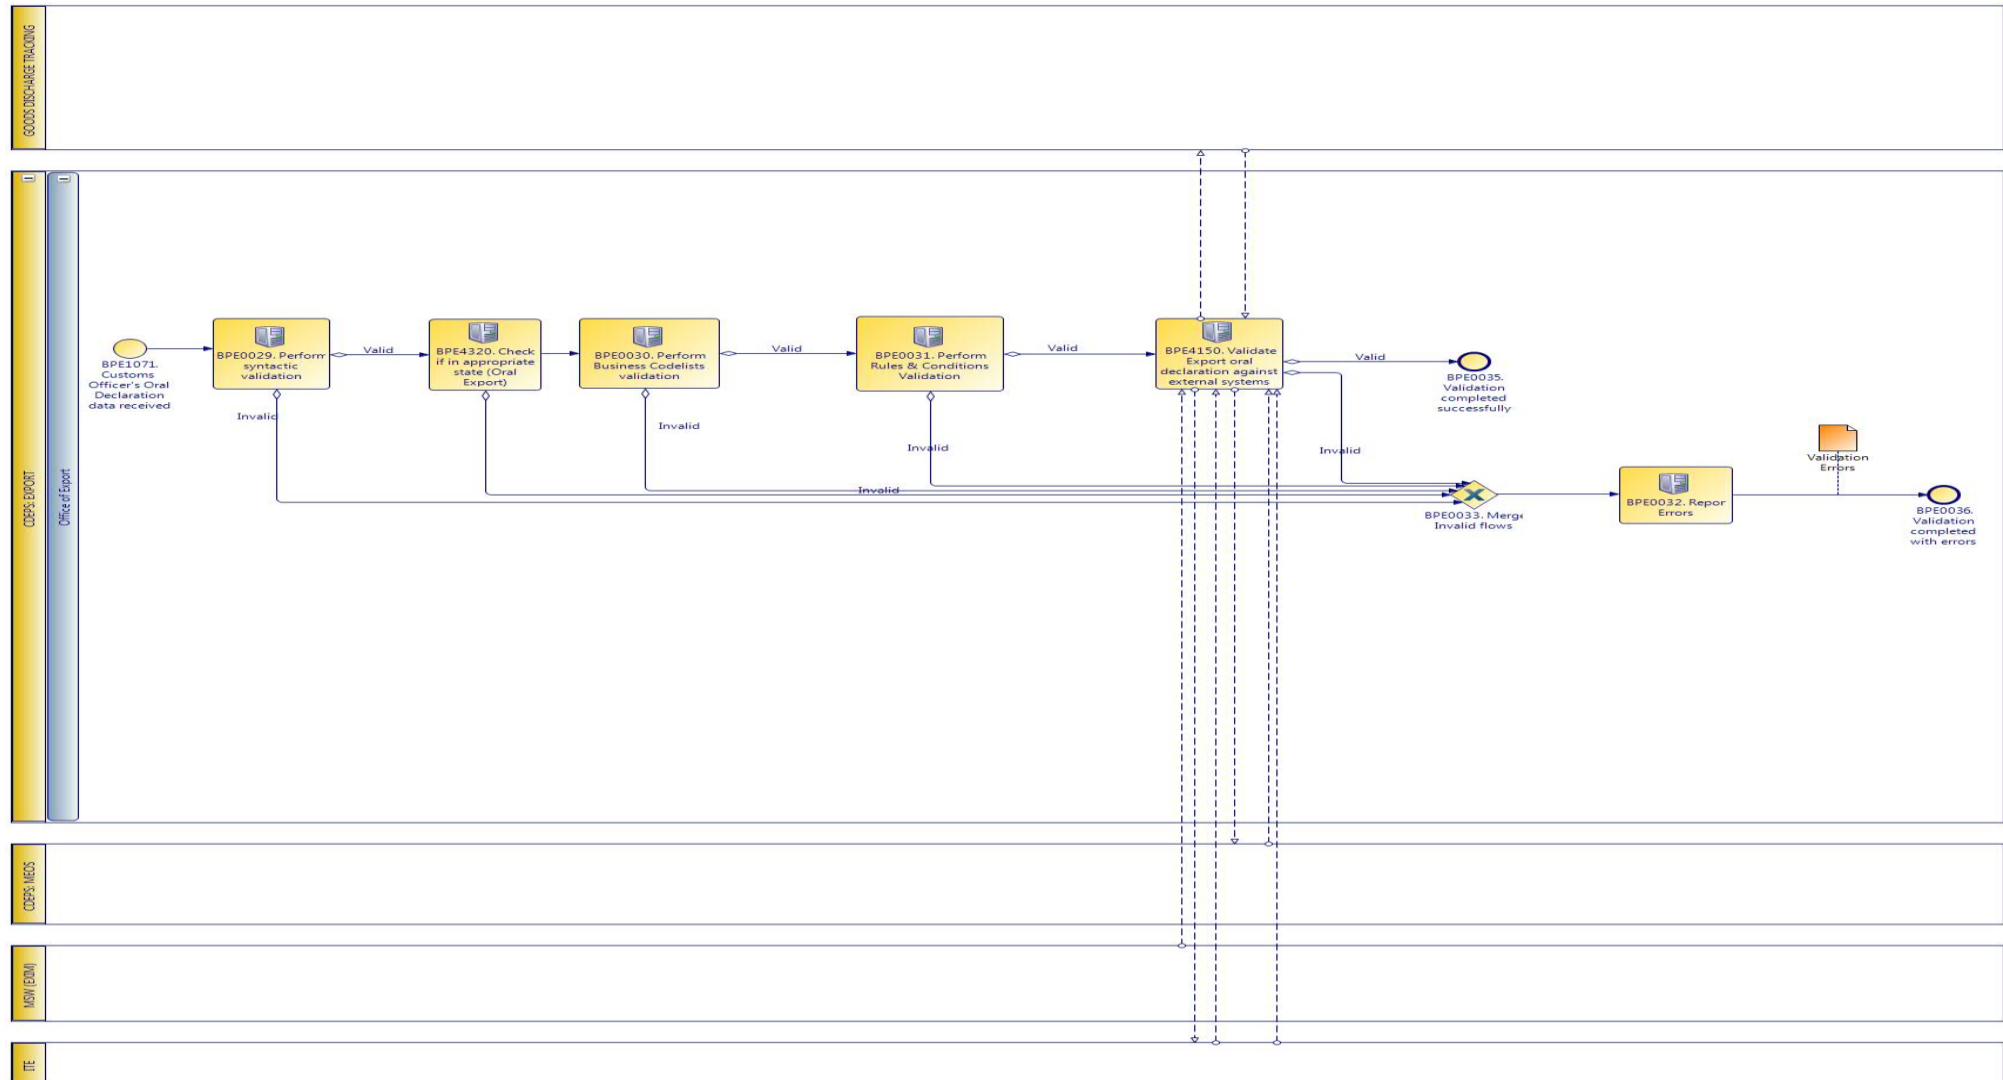 GOODS DISCHARGE TRACKING
CDEPS: EXPORT
Office of Export
BPE1071.
Customs
Officer's Oral
Declaration
data received
BPE0029. Perform
syntactic
validation
Valid
Invalid
BPE4320. Check
if in appropriate
state (Oral
Export)
Invalid
BPE0030. Perform
Business Codelists
validation
Valid
Invalid
BPE0031. Perform
Rules & Conditions
Validation
Valid
Invalid
BPE4150. Validate
Export oral
declaration against
external systems
Valid
Invalid
BPE0035.
Validation
completed
successfully
BPE0033. Merge
Invalid flows
BPE0032. Repor
Errors
Validation
Errors
BPE0036.
Validation
completed
with errors
CDEPS: MEOS
MSW (EXIM)
ITE